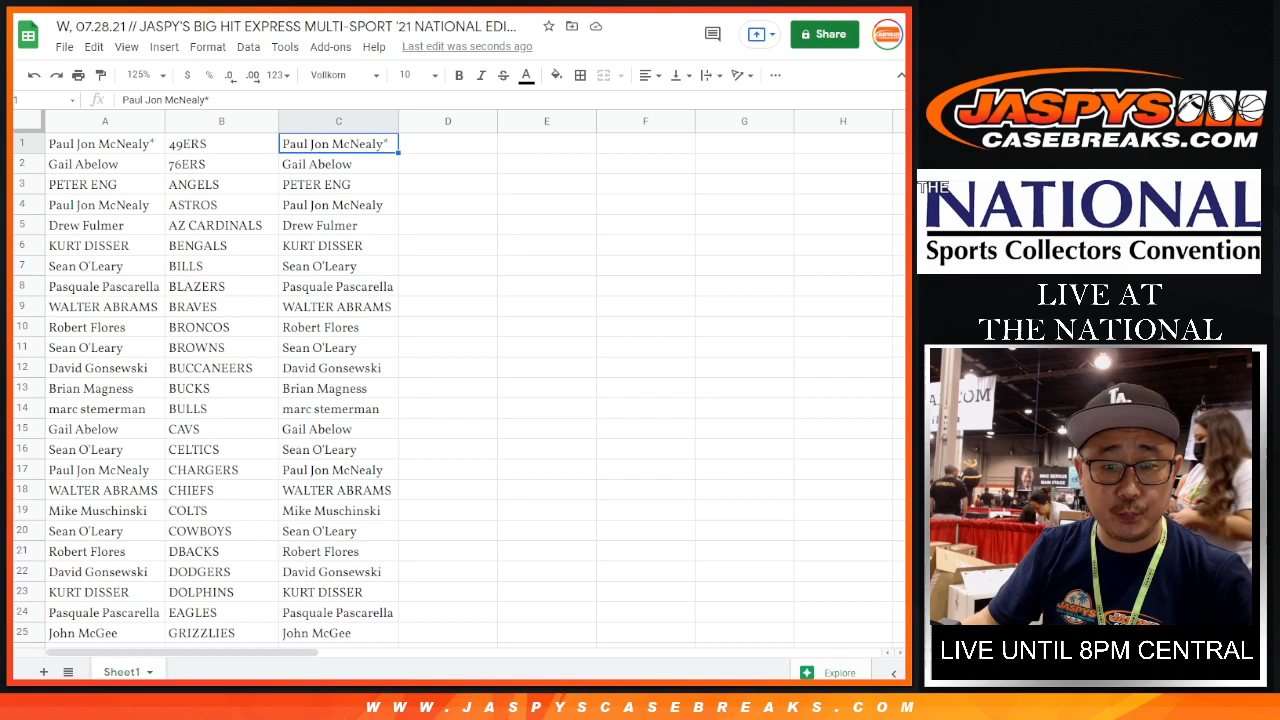 W, 07.28.21 // JASPY'S BIG HIT EXPRESS MULTI-SPORT '21 NATIONAL EDI...
File Edit View Insert Format Data Tools Add-ons Help Last edit was seconds ago
Share
125% $ % .0 .00 123 Vollkorn 10 B I S A
1 fx Paul Jon McNealy*
A B C D E F G H
1 Paul Jon McNealy* 49ERS Paul Jon McNealy*
2 Gail Abelow 76ERS Gail Abelow
3 PETER ENG ANGELS PETER ENG
4 Paul Jon McNealy ASTROS Paul Jon McNealy
5 Drew Fulmer AZ CARDINALS Drew Fulmer
6 KURT DISSER BENGALS KURT DISSER
7 Sean O'Leary BILLS Sean O'Leary
8 Pasquale Pascarella BLAZERS Pasquale Pascarella
9 WALTER ABRAMS BRAVES WALTER ABRAMS
10 Robert Flores BRONCOS Robert Flores
11 Sean O'Leary BROWNS Sean O'Leary
12 David Gonsewski BUCCANEERS David Gonsewski
13 Brian Magness BUCKS Brian Magness
14 marc stemerman BULLS marc stemerman
15 Gail Abelow CAVS Gail Abelow
16 Sean O'Leary CELTICS Sean O'Leary
17 Paul Jon McNealy CHARGERS Paul Jon McNealy
18 WALTER ABRAMS CHIEFS WALTER ABRAMS
19 Mike Muschinski COLTS Mike Muschinski
20 Sean O'Leary COWBOYS Sean O'Leary
21 Robert Flores DBACKS Robert Flores
22 David Gonsewski DODGERS David Gonsewski
23 KURT DISSER DOLPHINS KURT DISSER
24 Pasquale Pascarella EAGLES Pasquale Pascarella
25 John McGee GRIZZLIES John McGee
Sheet1
Explore
JASPYS
CASEBREAKS.COM
THE
NATIONAL
Sports Collectors Convention
LIVE AT
THE NATIONAL
.COM
MAIN STAGE
LA
JASPYS
LIVE UNTIL 8PM CENTRAL
WWW.JASPYSCASEBREAKS.COM